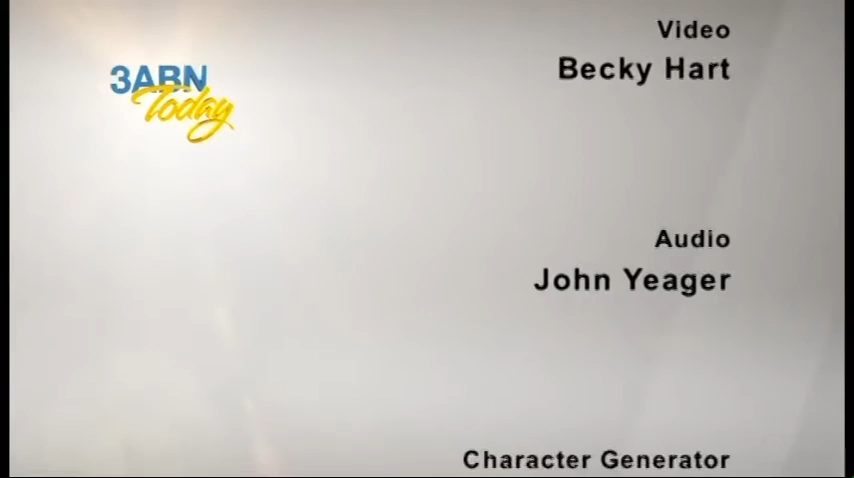 Video
3ABN
Today
Becky Hart
Audio
John Yeager
Character Generator